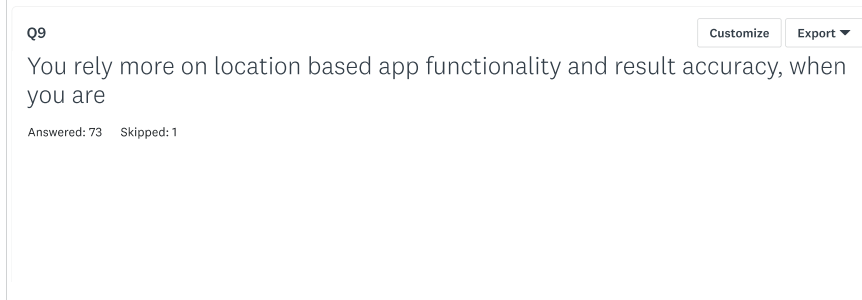 Q9
Customize
Export
You rely more on location based app functionality and result accuracy, when
you are
Answered: 73 Skipped: 1